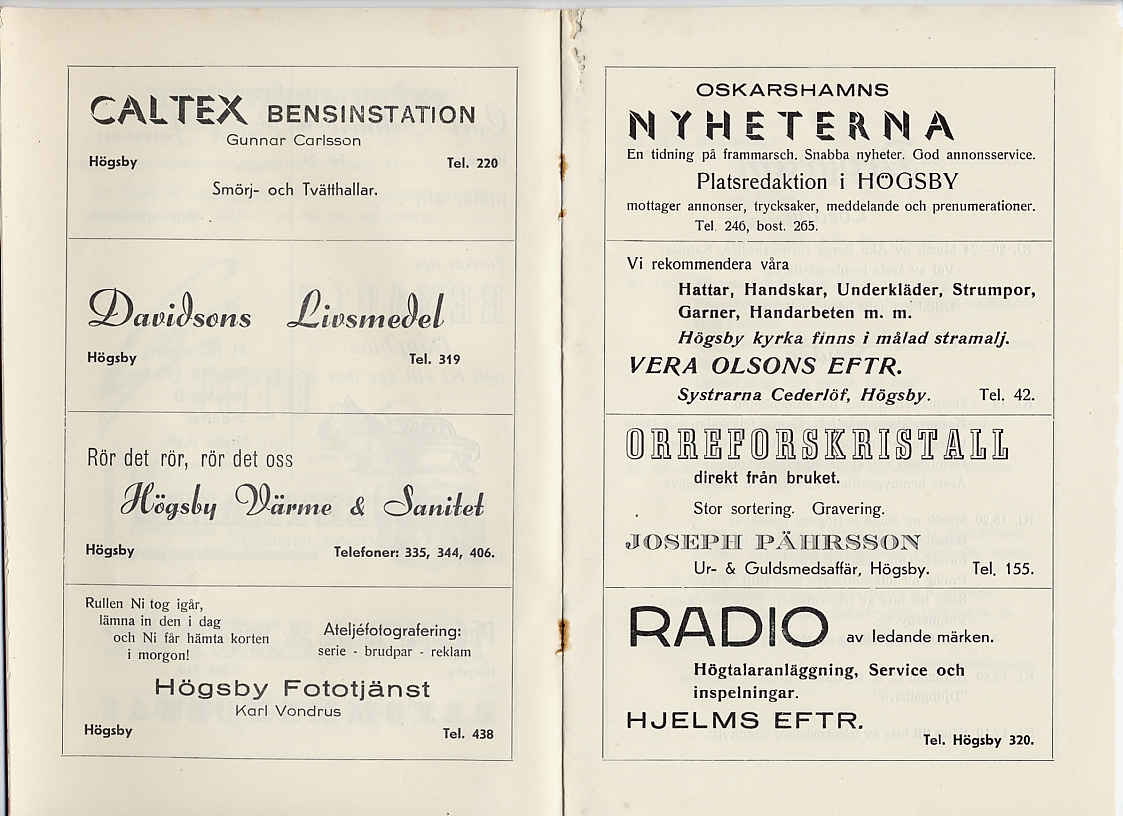 CALTEX BENSINSTATION
Gunnar Carlsson
Högsby Tel. 220
Smörj- och Tvätthallar.
Davidsons Livsmedel
Högsby Tel. 319
Rör det rör, rör det oss
Högsby Värme & Sanitet
Högsby Telefoner: 335, 344, 406.
Rullen Ni tog igår,
lämna in den i dag
och Ni får hämta korten
i morgon!
Ateljéfotografering:
serie - brudpar - reklam
Högsby Fototjänst
Karl Vondrus
Högsby Tel. 438
OSKARSHAMNS
NYHETERNA
En tidning på frammarsch. Snabba nyheter. God annonsservice.
Platsredaktion i HÖGSBY
mottager annonser, trycksaker, meddelande och prenumerationer.
Tel. 246, bost. 265.
Vi rekommendera våra
Hattar, Handskar, Underkläder, Strumpor,
Garner, Handarbeten m. m.
Högsby kyrka finns i målad stramalj.
VERA OLSONS EFTR.
Systrarna Cederlöf, Högsby. Tel. 42.
ORREFORSKRISTALL
direkt från bruket.
Stor sortering. Gravering.
JOSEPH PÄHRSSON
Ur- & Guldsmedsaffär, Högsby. Tel. 155.
RADIO av ledande märken.
Högtalaranläggning, Service och
inspelningar.
HJELMS EFTR.
Tel. Högsby 320.